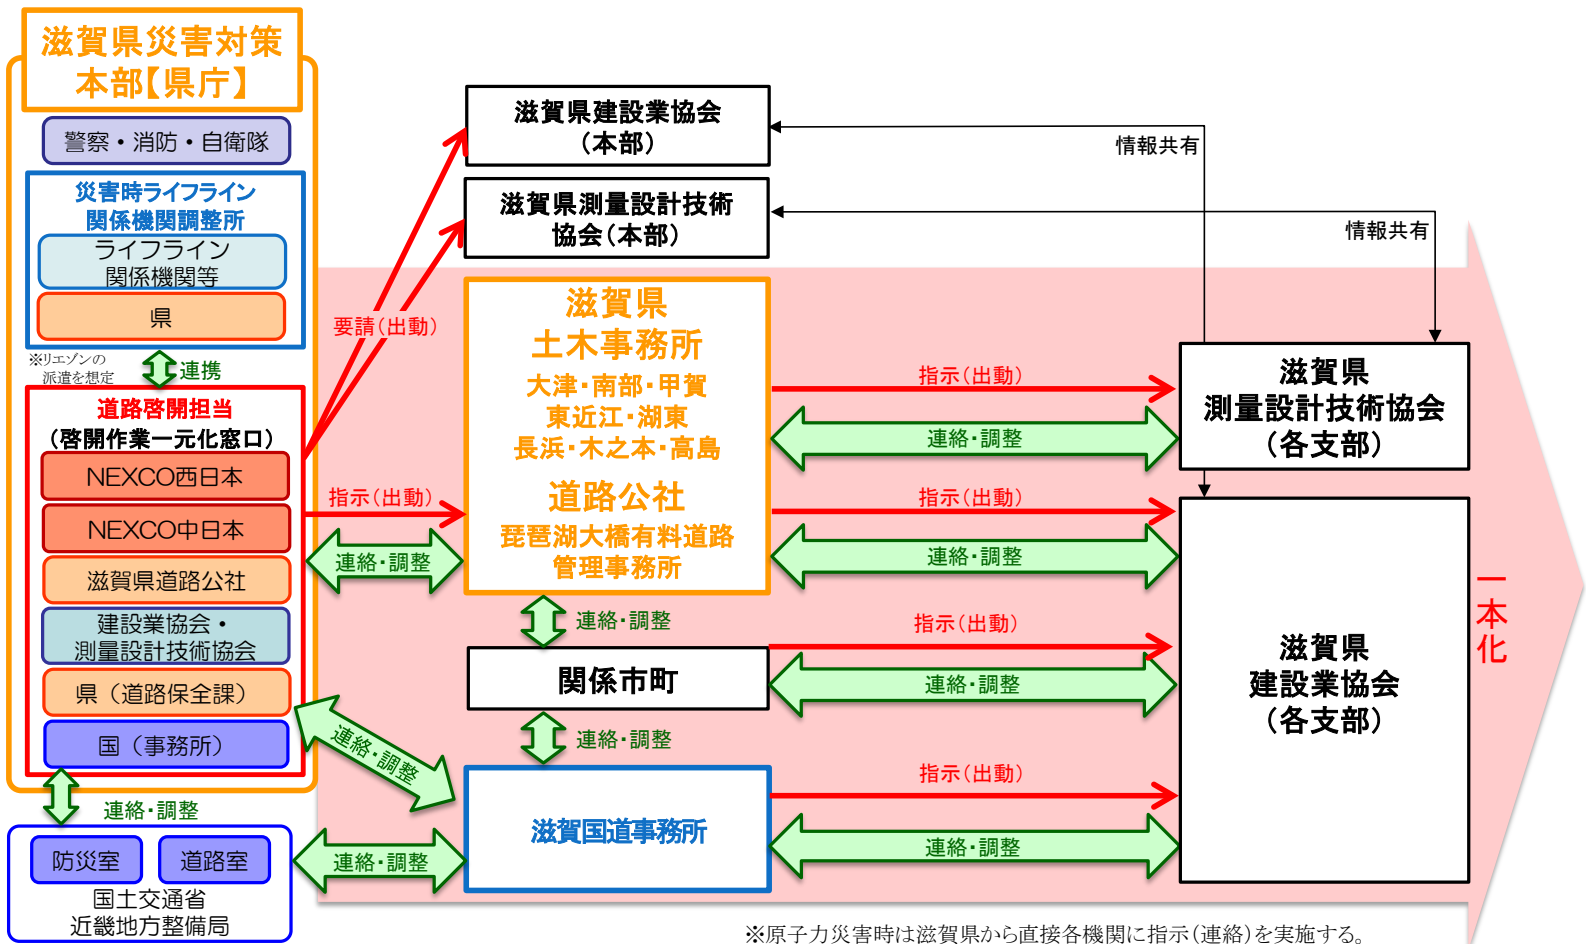 滋賀県災害対策
本部【県庁】
警察・消防・自衛隊
災害時ライフライン
関係機関調整所
ライフライン
関係機関等
県
※リエゾンの
派遣を想定
連携
道路啓開担当
（啓開作業一元化窓口）
NEXCO西日本
NEXCO中日本
滋賀県道路公社
建設業協会・
測量設計技術協会
県（道路保全課）
国（事務所）
連絡・調整
防災室
道路室
国土交通省
近畿地方整備局
要請（出動）
指示（出動）
連絡・調整
連絡・調整
連絡・調整
滋賀県建設業協会
（本部）
滋賀県測量設計技術
協会（本部）
滋賀県
土木事務所
大津・南部・甲賀
東近江・湖東
長浜・木之本・高島
道路公社
琵琶湖大橋有料道路
管理事務所
連絡・調整
関係市町
連絡・調整
滋賀国道事務所
情報共有
情報共有
指示（出動）
連絡・調整
指示（出動）
連絡・調整
指示（出動）
連絡・調整
指示（出動）
連絡・調整
滋賀県
測量設計技術協会
（各支部）
滋賀県
建設業協会
（各支部）
一本化
※原子力災害時は滋賀県から直接各機関に指示（連絡）を実施する。